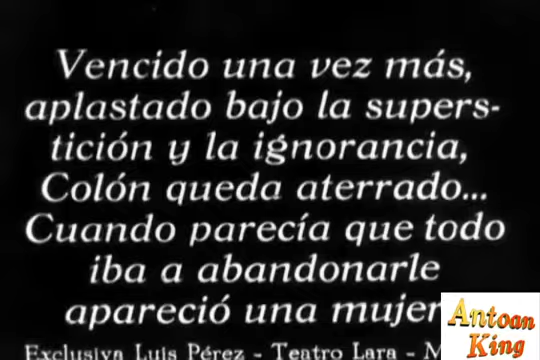 Vencido una vez más,
aplastado bajo la supers-
tición y la ignorancia,
Colón queda aterrado...
Cuando parecía que todo
iba a abandonarle
apareció una mujer
Exclusiva Luis Pérez - Teatro Lara - M
Antoan
King